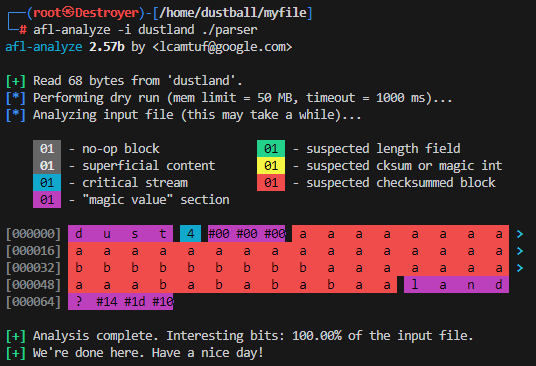 ┌──(root㉿Destroyer)-[/home/dustball/myfile]
└─# afl-analyze -i dustland ./parser
afl-analyze 2.57b by <lcamtuf@google.com>
[+] Read 68 bytes from 'dustland'.
[*] Performing dry run (mem limit = 50 MB, timeout = 1000 ms)...
[*] Analyzing input file (this may take a while)...
01 - no-op block 01 - suspected length field
01 - superficial content 01 - suspected cksum or magic int
01 - critical stream 01 - suspected checksummed block
01 - "magic value" section
[000000] d u s t 4 #00 #00 #00 a a a a a a a a >
[000016] a a a a a a a a a a a a a a a a >
[000032] b b b b b b b b b a a a a a a a >
[000048] a a a b a b a b a b a a l a n d
[000064] ? #14 #1d #10
[+] Analysis complete. Interesting bits: 100.00% of the input file.
[+] We're done here. Have a nice day!